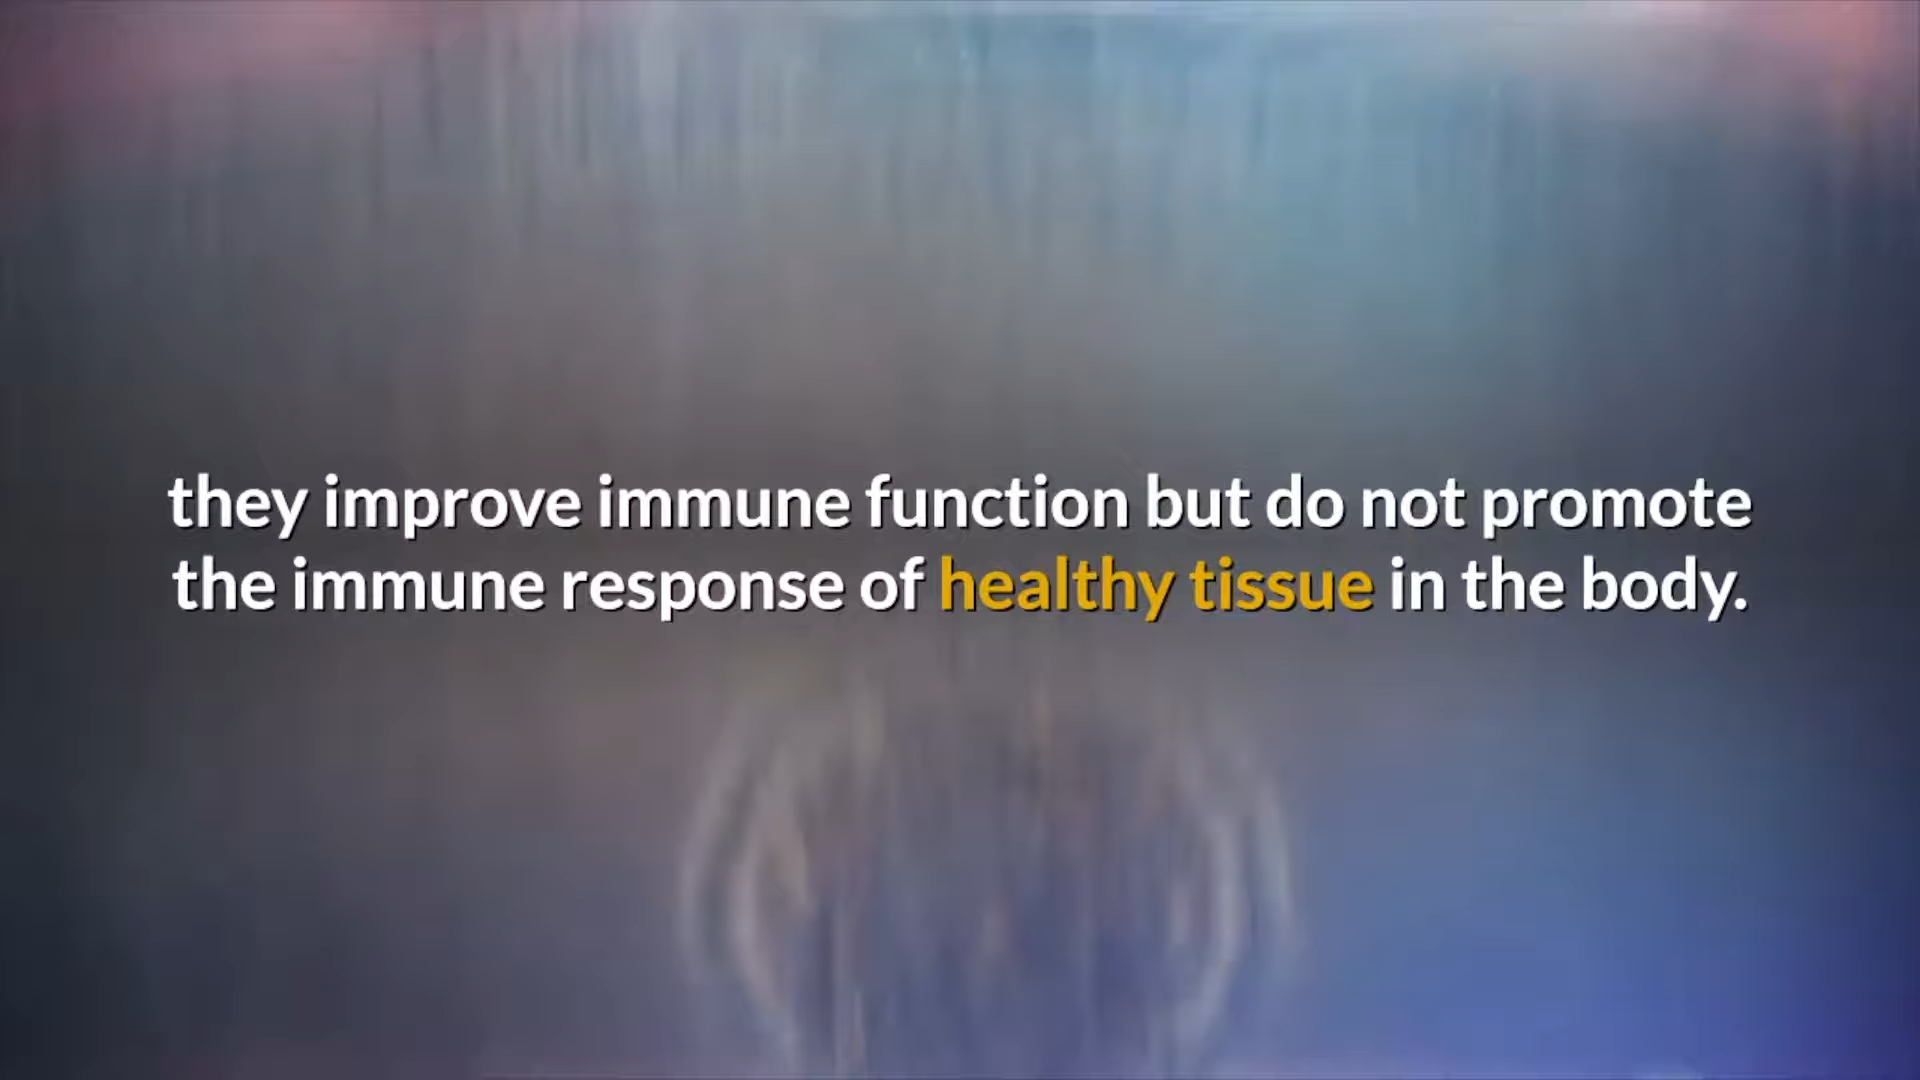 they improve immune function but do not promote
the immune response of healthy tissue in the body.